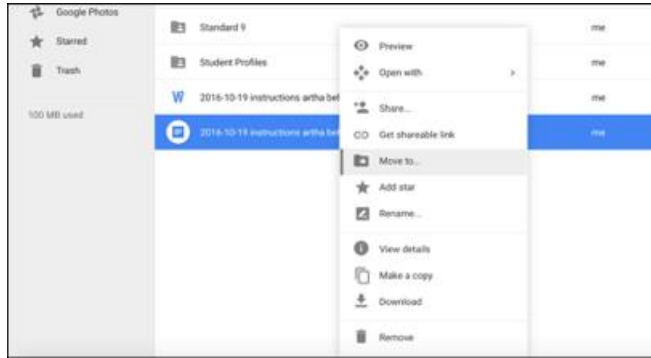 Google Photos
Starred
Trash
100 MB used
Standard 9 me
Student Profiles me
W 2016-10-19 instructions artha bef me
2016-10-19 instructions artha bef me
Preview
Open with
Share...
Get shareable link
Move to...
Add star
Rename...
View details
Make a copy
Download
Remove